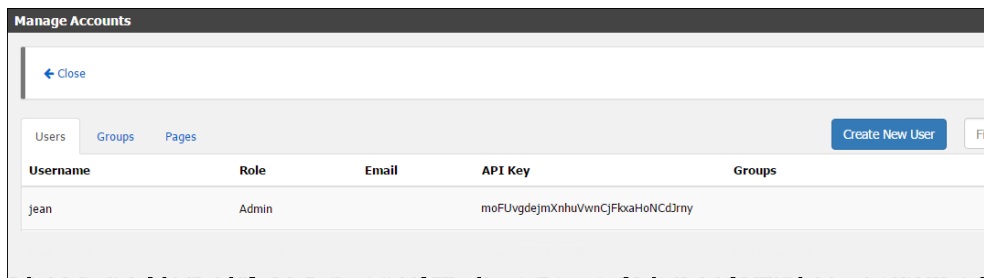 Manage Accounts
Close
Users Groups Pages Create New User
Username Role Email API Key Groups
jean Admin moFUvgdejmXnhuVwnCjFkxaHoNCdJrny